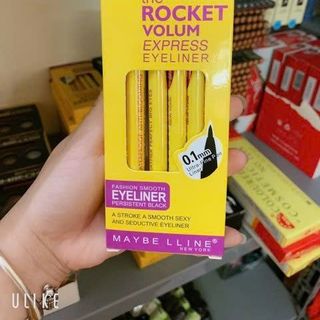 the
ROCKET
VOLUM
EXPRESS
EYELINER
0.1mm
FASHION SMOOTH
EYELINER
PERSISTENT BLACK
A STROKE A SMOOTH SEXY
AND SEDUCTIVE EYELINER
MAYBE LLINE
NEW YORK
ULIKE